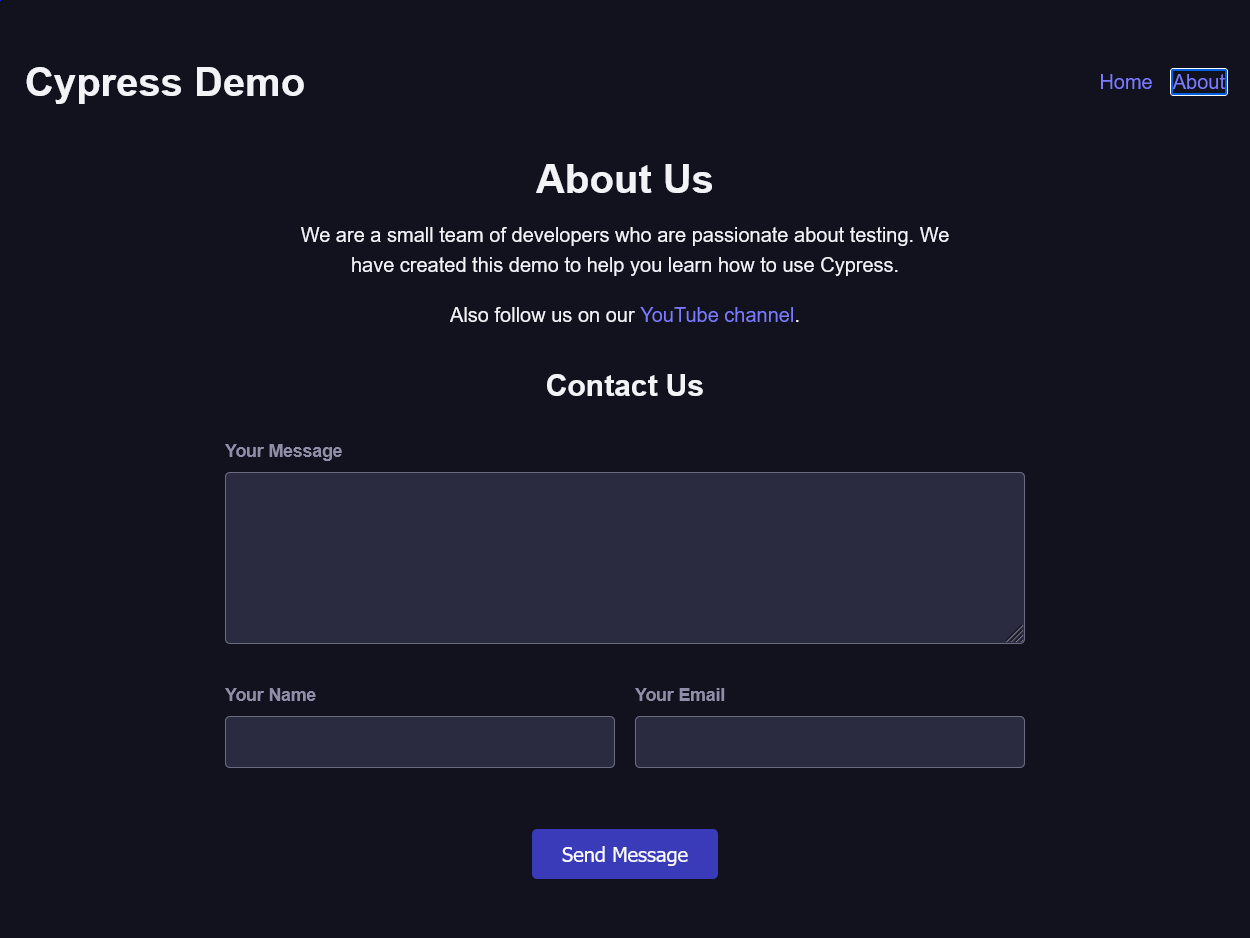 Cypress Demo
Home About
About Us
We are a small team of developers who are passionate about testing. We
have created this demo to help you learn how to use Cypress.
Also follow us on our YouTube channel.
Contact Us
Your Message
Your Name Your Email
Send Message